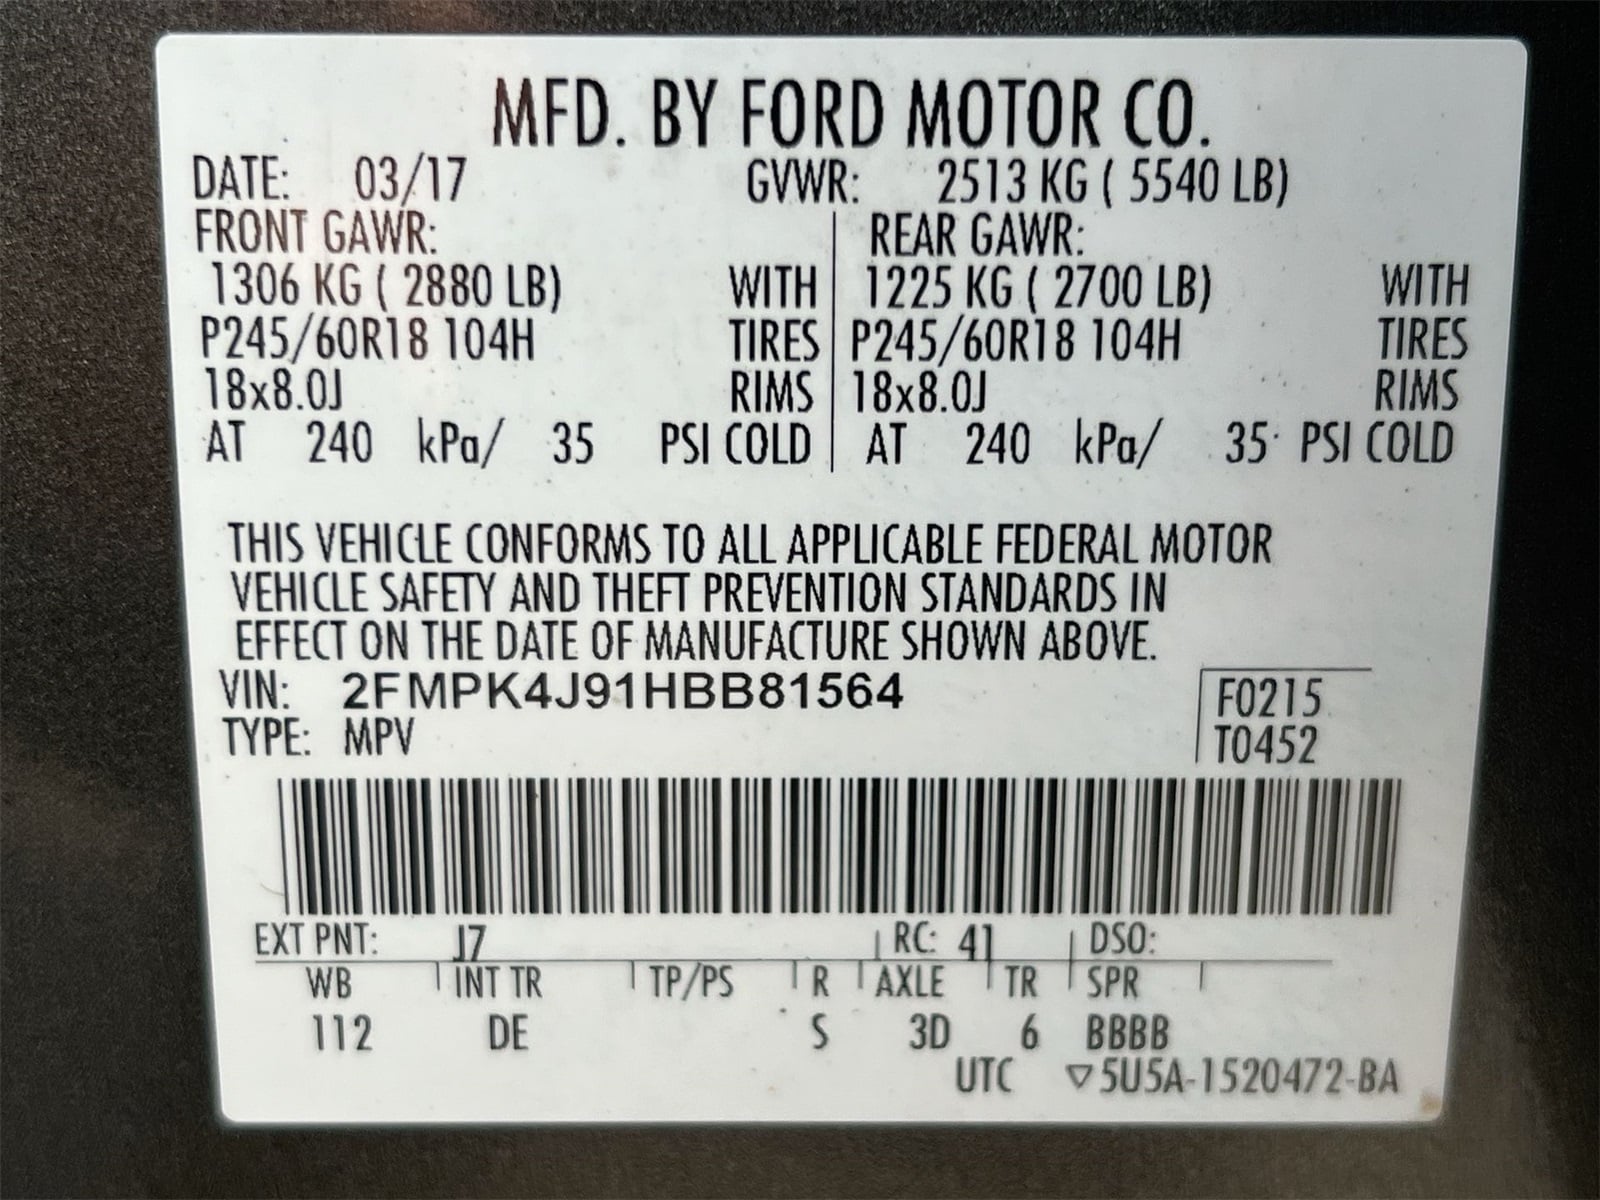 MFD. BY FORD MOTOR CO.
DATE: 03/17 GVWR: 2513 KG ( 5540 LB)
FRONT GAWR: REAR GAWR:
1306 KG ( 2880 LB) WITH 1225 KG ( 2700 LB) WITH
P245/60R18 104H TIRES P245/60R18 104H TIRES
18x8.0J RIMS 18x8.0J RIMS
AT 240 kPa/ 35 PSI COLD AT 240 kPa/ 35 PSI COLD
THIS VEHICLE CONFORMS TO ALL APPLICABLE FEDERAL MOTOR
VEHICLE SAFETY AND THEFT PREVENTION STANDARDS IN
EFFECT ON THE DATE OF MANUFACTURE SHOWN ABOVE.
VIN: 2FMPK4J91HBB81564 F0215
TYPE: MPV T0452
EXT PNT: J7 RC: 41 DSO:
WB INT TR TP/PS R AXLE TR SPR
112 DE S 3D 6 BBBB
UTC ▽5U5A-1520472-BA